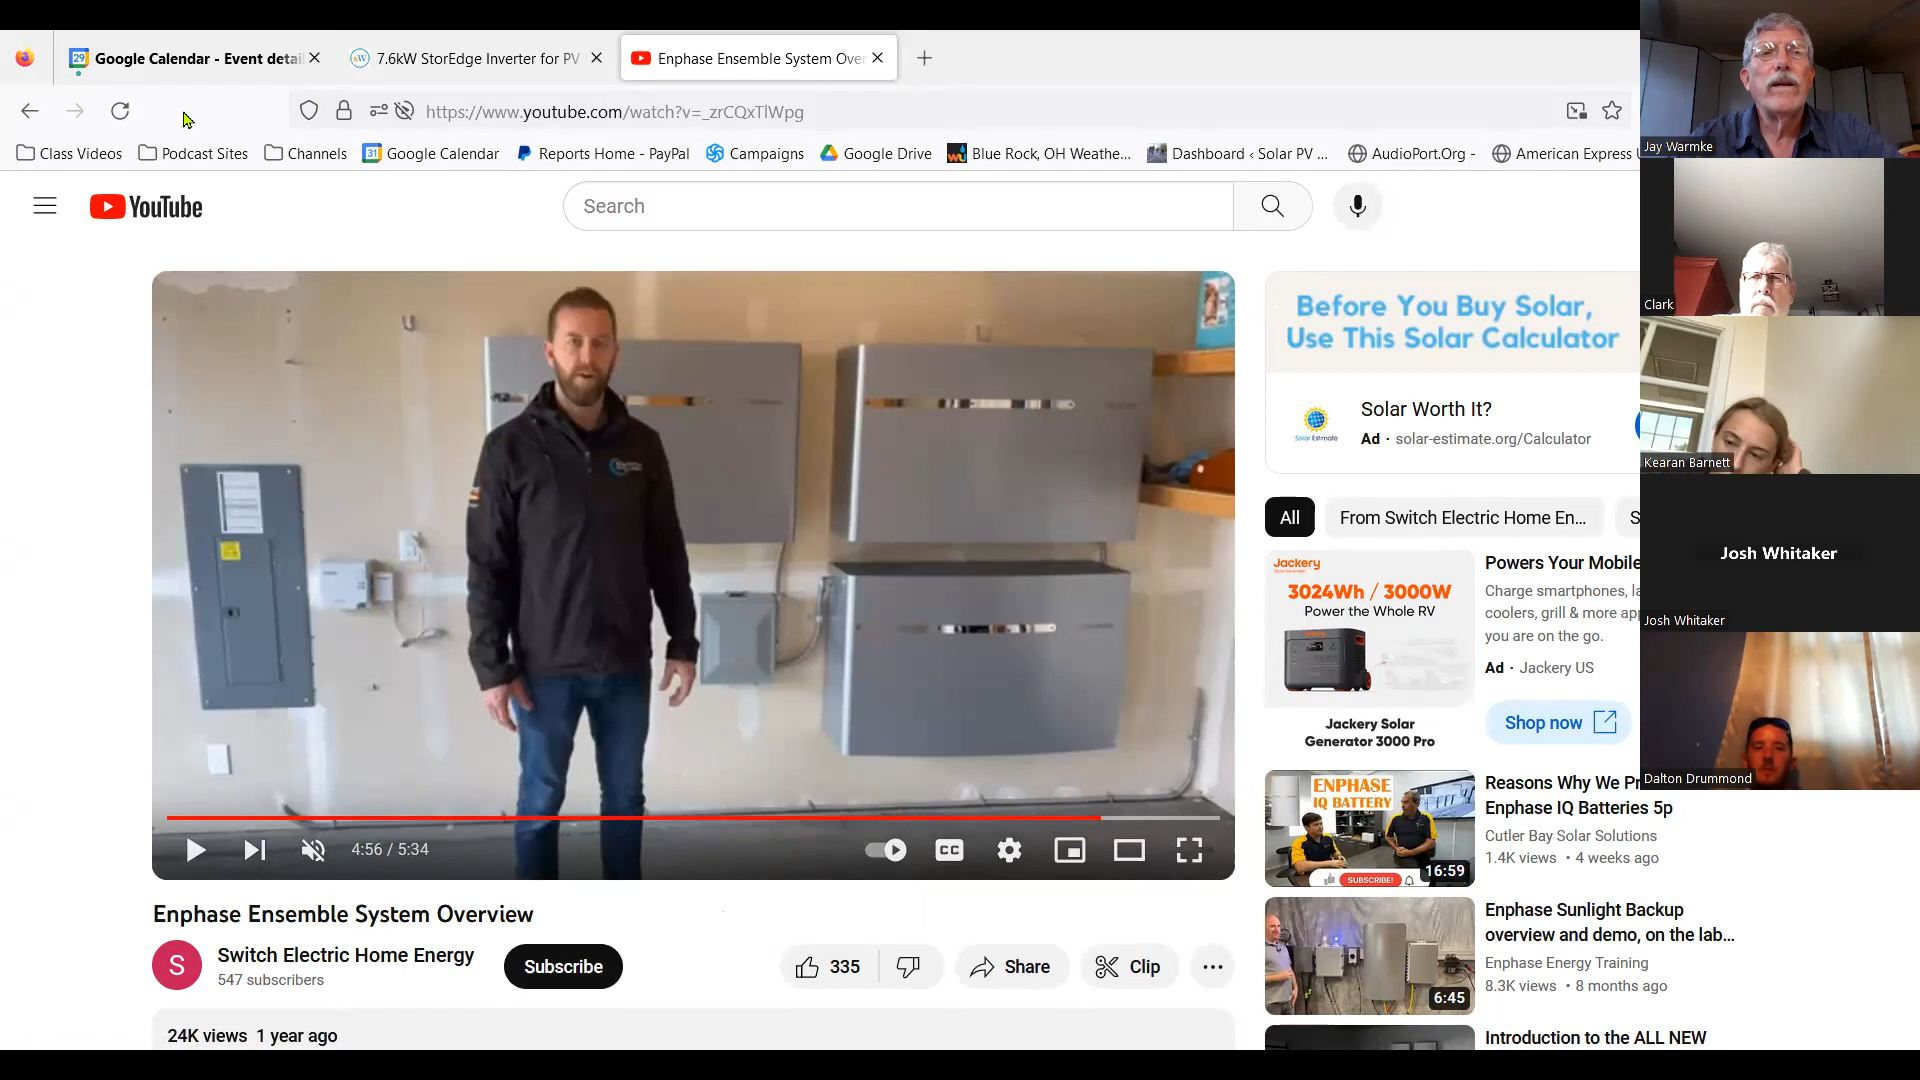 Google Calendar - Event detai
7.6kW StorEdge Inverter for PV
Enphase Ensemble System Over
https://www.youtube.com/watch?v=_zrCQxTlWpg
Class Videos
Podcast Sites
Channels
31
Google Calendar
Reports Home - PayPal
Campaigns
Google Drive
Blue Rock, OH Weathe...
Dashboard ‹ Solar PV ...
AudioPort.Org -
American Express
YouTube
Search
4:56 / 5:34
CC
Enphase Ensemble System Overview
S
Switch Electric Home Energy
547 subscribers
Subscribe
335
Share
Clip
24K views 1 year ago
Before You Buy Solar,
Use This Solar Calculator
Solar Estimate
Solar Worth It?
Ad · solar-estimate.org/Calculator
All
From Switch Electric Home En...
S
Jackery
3024Wh / 3000W
Power the Whole RV
Jackery Solar
Generator 3000 Pro
Powers Your Mobile
Charge smartphones, la
coolers, grill & more ap
you are on the go.
Ad · Jackery US
Shop now
ENPHASE
IQ BATTERY
SUBSCRIBE!
16:59
Reasons Why We Pr
Enphase IQ Batteries 5p
Cutler Bay Solar Solutions
1.4K views • 4 weeks ago
6:45
Enphase Sunlight Backup
overview and demo, on the lab...
Enphase Energy Training
8.3K views • 8 months ago
Introduction to the ALL NEW
Jay Warmke
Clark
Kearan Barnett
Josh Whitaker
Josh Whitaker
Dalton Drummond